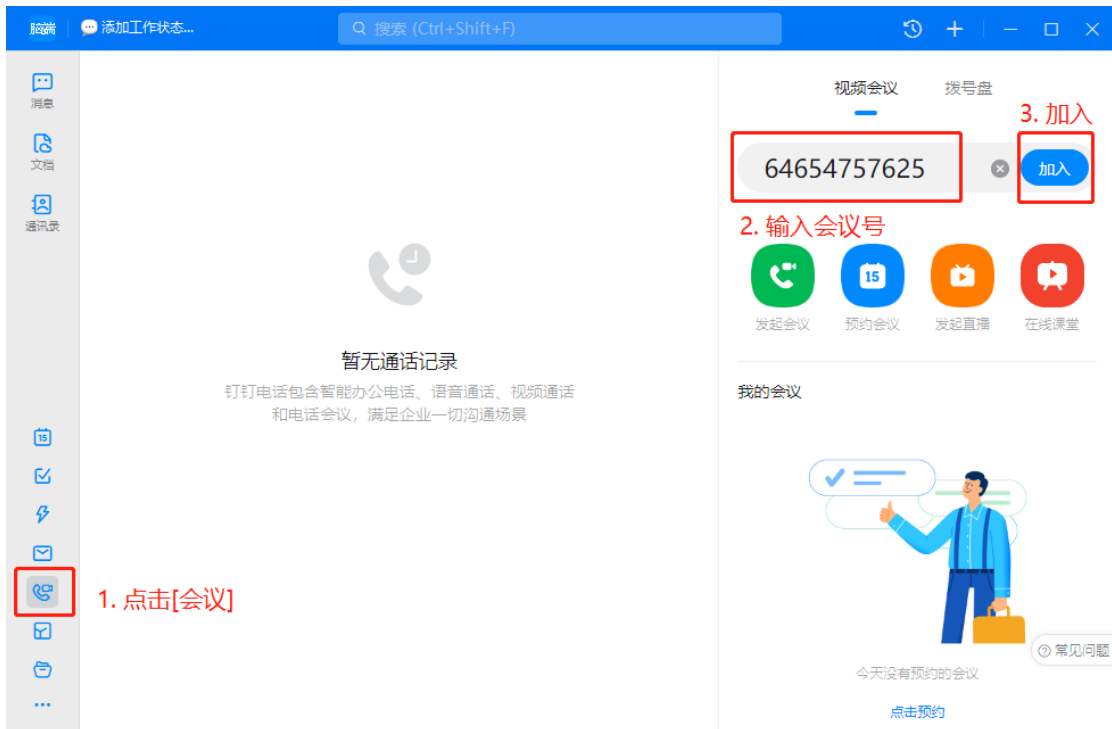 添加工作状态...
搜索 (Ctrl+Shift+F)
消息
文档
通讯录
15
1. 点击[会议]
暂无通话记录
钉钉电话包含智能办公电话、语音通话、视频通话
和电话会议，满足企业一切沟通场景
视频会议
拨号盘
3. 加入
64654757625
加入
2. 输入会议号
15
发起会议
预约会议
发起直播
在线课堂
我的会议
常见问题
今天没有预约的会议
点击预约